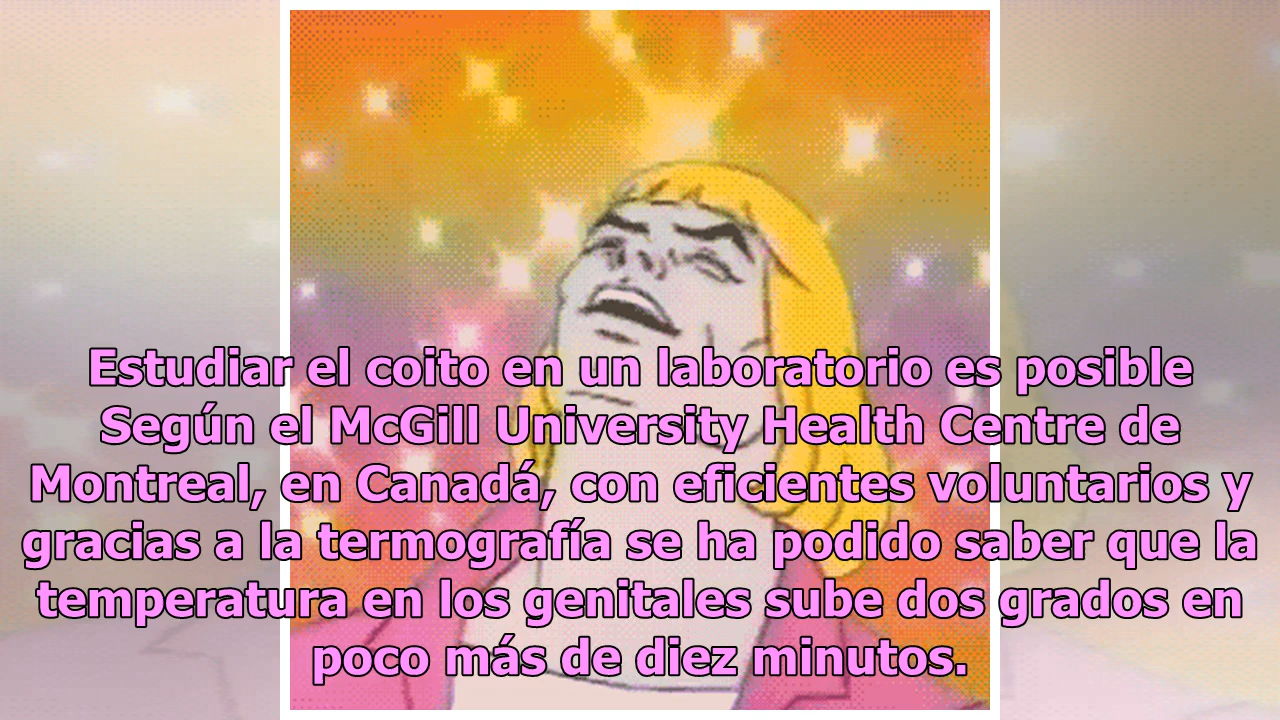 Estudiar el coito en un laboratorio es posible
Según el McGill University Health Centre de
Montreal, en Canadá, con eficientes voluntarios y
gracias a la termografía se ha podido saber que la
temperatura en los genitales sube dos grados en
poco más de diez minutos.